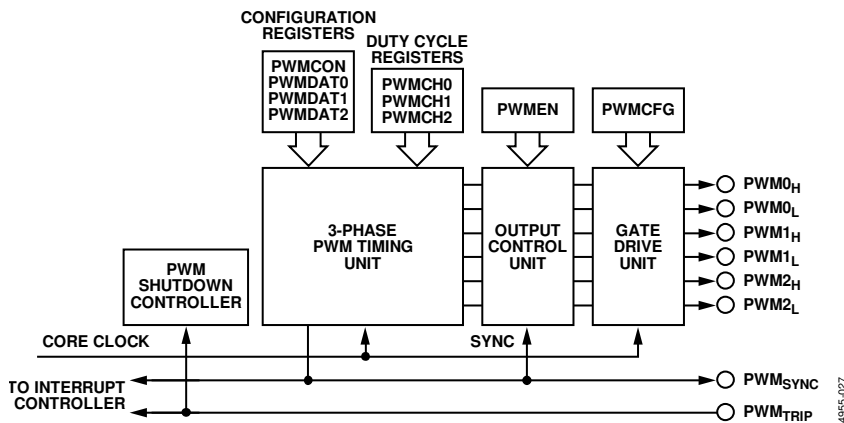 CONFIGURATION
REGISTERS
DUTY CYCLE
REGISTERS
PWMCON
PWMDAT0
PWMDAT1
PWMDAT2
PWMCH0
PWMCH1
PWMCH2
PWMEN
PWMCFG
3-PHASE
PWM TIMING
UNIT
OUTPUT
CONTROL
UNIT
GATE
DRIVE
UNIT
PWM0H
PWM0L
PWM1H
PWM1L
PWM2H
PWM2L
PWM
SHUTDOWN
CONTROLLER
CORE CLOCK
SYNC
TO INTERRUPT
CONTROLLER
PWMSYNC
PWMTRIP
4955-027